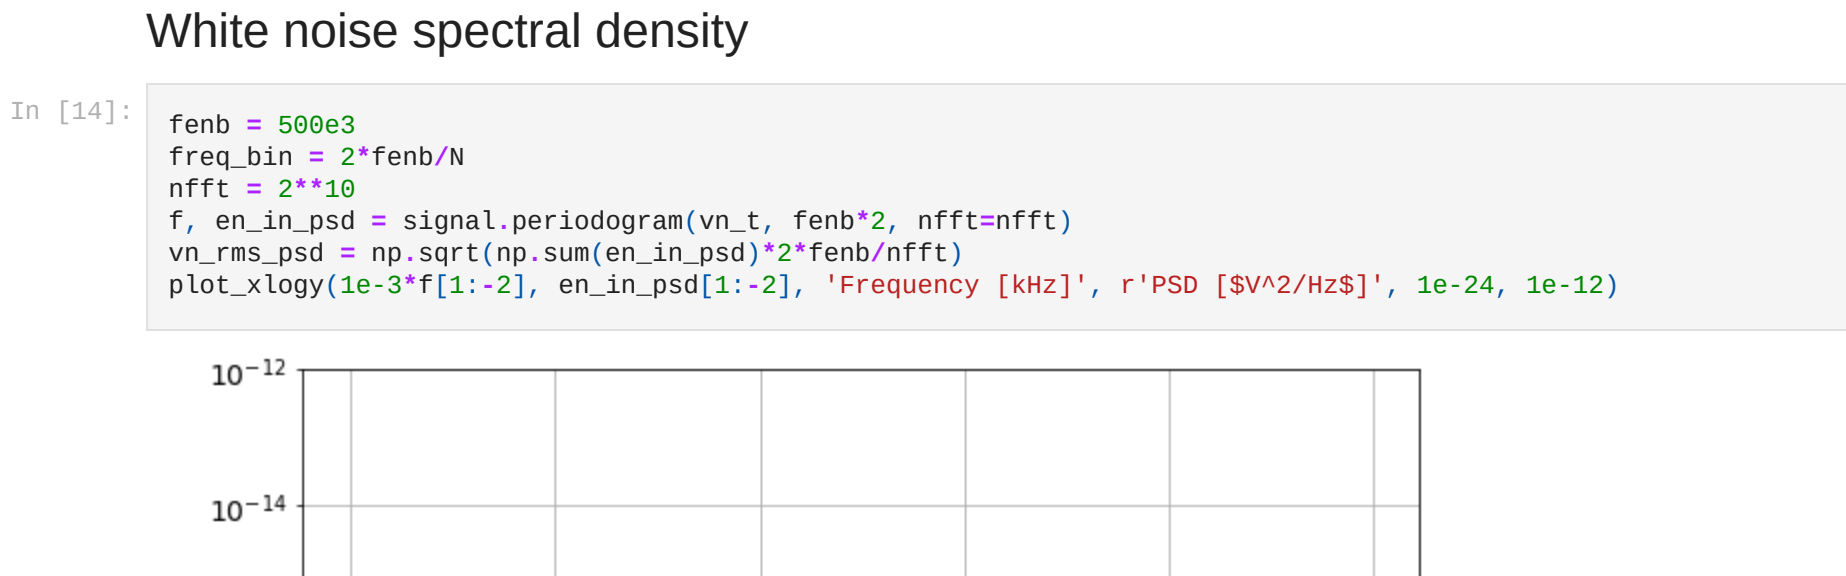 White noise spectral density
In [14]:
fenb = 500e3
freq_bin = 2*fenb/N
nfft = 2**10
f, en_in_psd = signal.periodogram(vn_t, fenb*2, nfft=nfft)
vn_rms_psd = np.sqrt(np.sum(en_in_psd)*2*fenb/nfft)
plot_xlogy(1e-3*f[1:-2], en_in_psd[1:-2], 'Frequency [kHz]', r'PSD [$V^2/Hz$]', 1e-24, 1e-12)
10⁻¹²
10⁻¹⁴